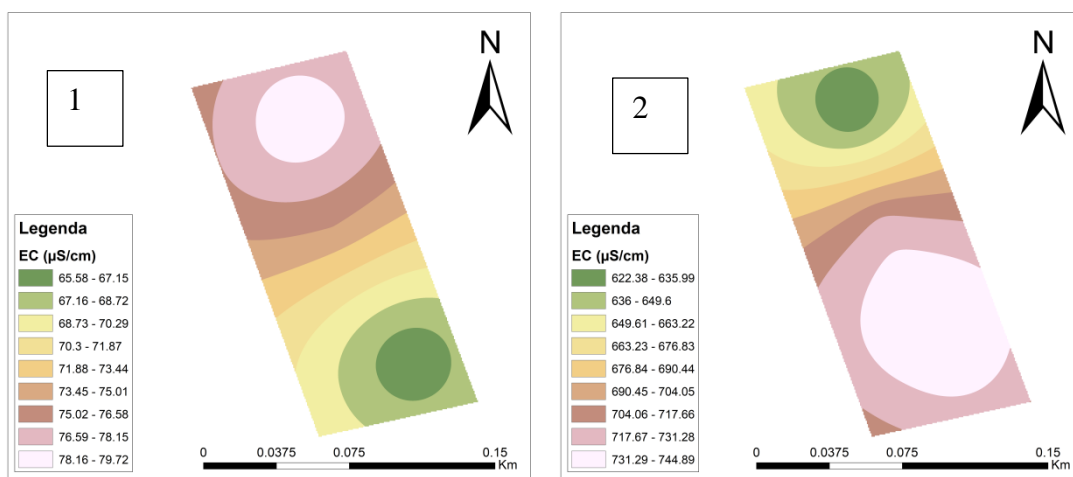 N
1
Legenda
EC (µS/cm)
65.58 - 67.15
67.16 - 68.72
68.73 - 70.29
70.3 - 71.87
71.88 - 73.44
73.45 - 75.01
75.02 - 76.58
76.59 - 78.15
78.16 - 79.72
0 0.0375 0.075 0.15
Km
N
2
Legenda
EC (µS/cm)
622.38 - 635.99
636 - 649.6
649.61 - 663.22
663.23 - 676.83
676.84 - 690.44
690.45 - 704.05
704.06 - 717.66
717.67 - 731.28
731.29 - 744.89
0 0.0375 0.075 0.15
Km